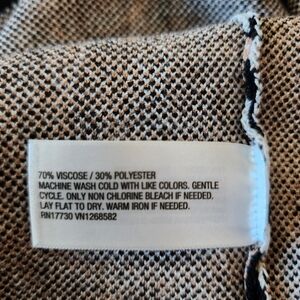 70% VISCOSE / 30% POLYESTER
MACHINE WASH COLD WITH LIKE COLORS. GENTLE
CYCLE. ONLY NON CHLORINE BLEACH IF NEEDED.
LAY FLAT TO DRY. WARM IRON IF NEEDED.
RN17730 VN1268582